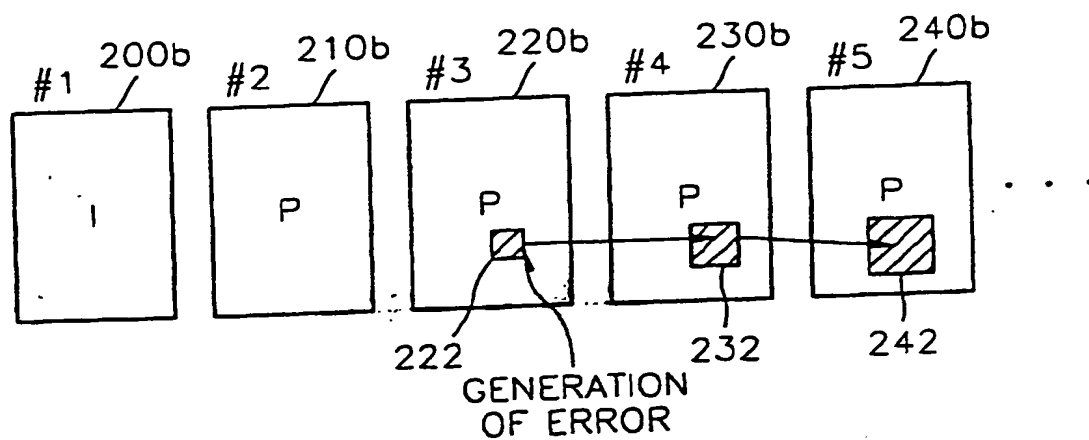 #1 200b #2 210b #3 220b #4 230b #5 240b
I P P P P . . .
222 232 242
GENERATION
OF ERROR